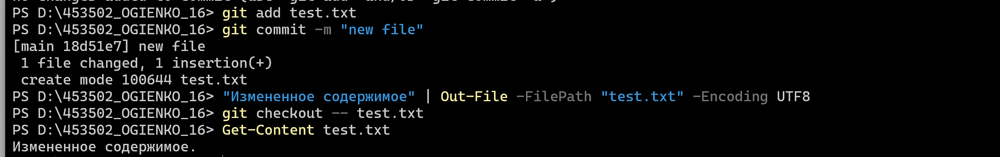 PS D:\453502_OGIENKO_16> git add test.txt
PS D:\453502_OGIENKO_16> git commit -m "new file"
[main 18d51e7] new file
 1 file changed, 1 insertion(+)
 create mode 100644 test.txt
PS D:\453502_OGIENKO_16> "Измененное содержимое" | Out-File -FilePath "test.txt" -Encoding UTF8
PS D:\453502_OGIENKO_16> git checkout -- test.txt
PS D:\453502_OGIENKO_16> Get-Content test.txt
Измененное содержимое.